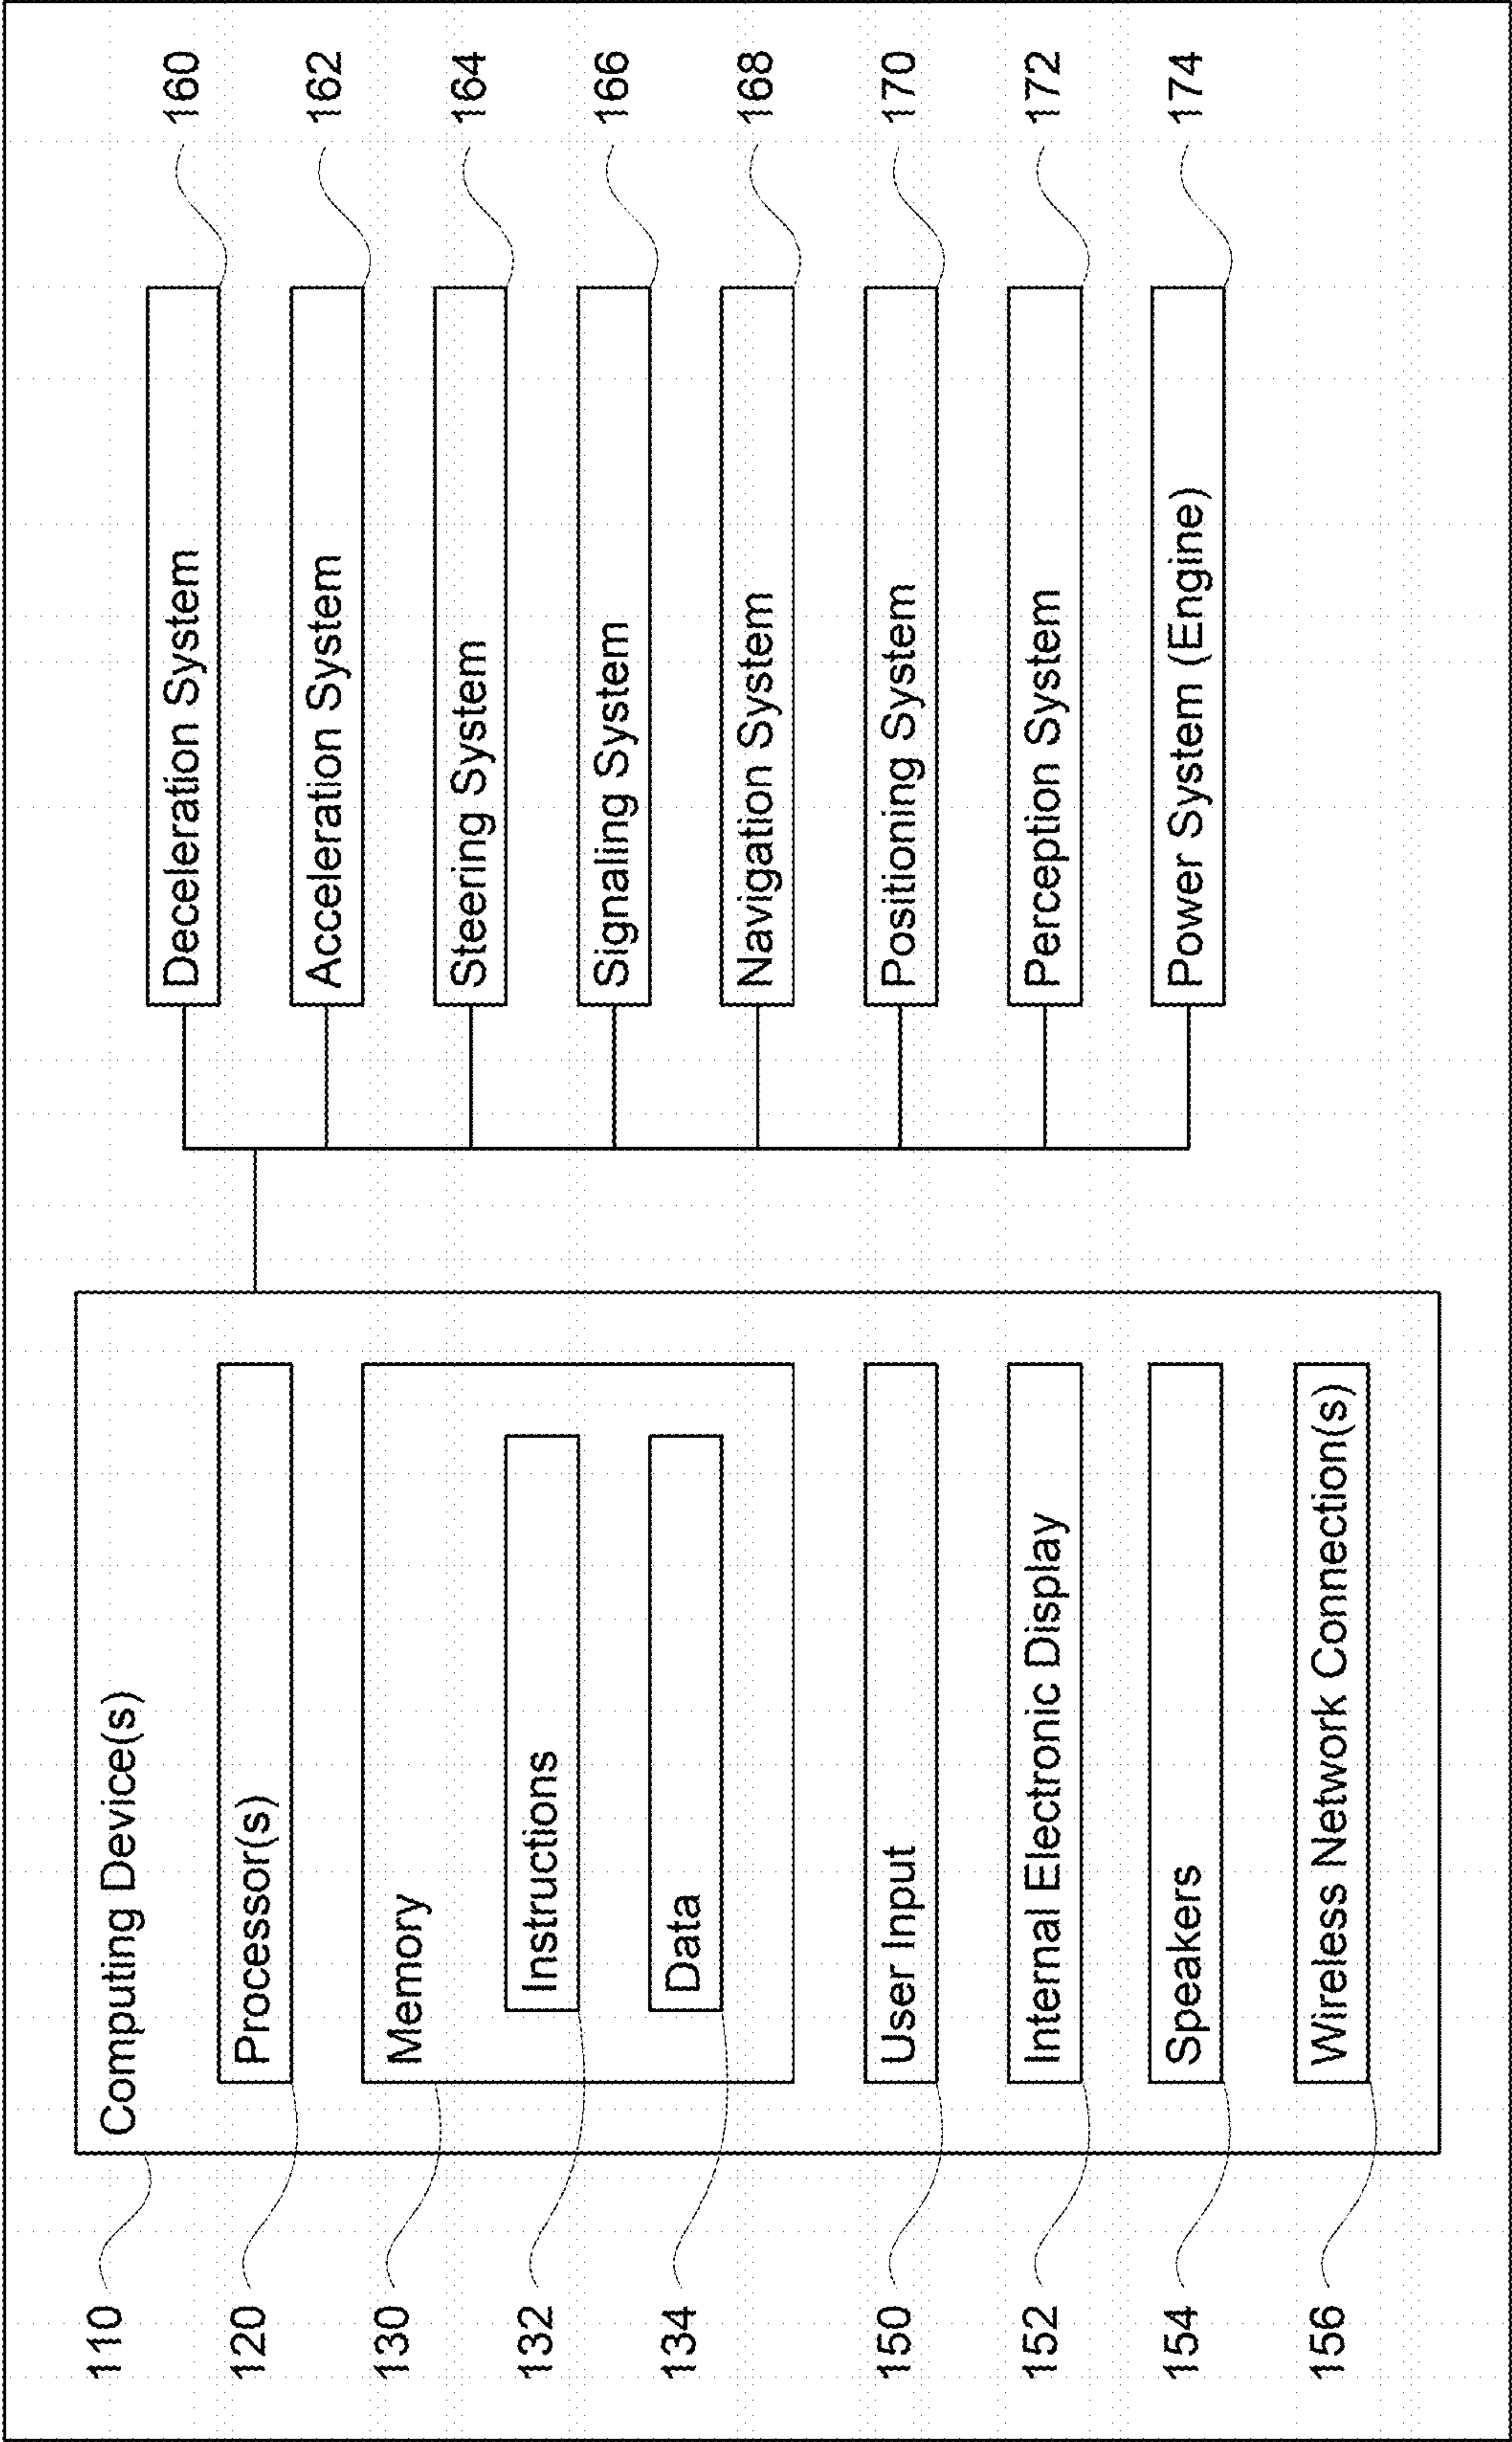 110
Computing Device(s)
120
Processor(s)
130
Memory
132
Instructions
134
Data
150
User Input
152
Internal Electronic Display
154
Speakers
156
Wireless Network Connection(s)
Deceleration System
160
Acceleration System
162
Steering System
164
Signaling System
166
Navigation System
168
Positioning System
170
Perception System
172
Power System (Engine)
174